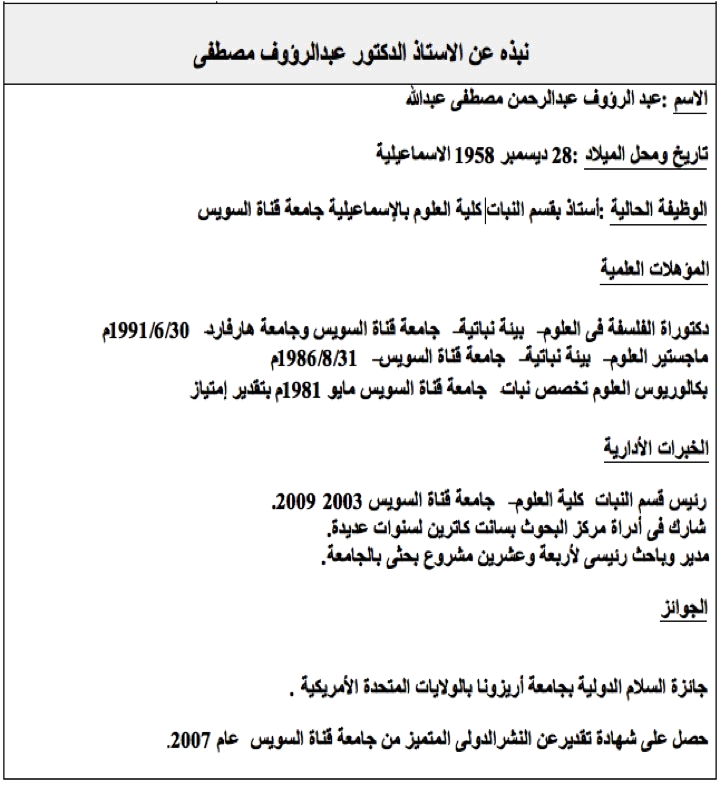 نبذه عن الاستاذ الدكتور عبدالرؤوف مصطفى
الاسم :عبد الرؤوف عبدالرحمن مصطفى عبدالله
تاريخ ومحل الميلاد :28 ديسمبر 1958 الاسماعيلية
الوظيفة الحالية :أستاذ بقسم النبات كلية العلوم بالإسماعيلية جامعة قناة السويس
المؤهلات العلمية
دكتوراة الفلسفة فى العلوم- بيئة نباتية- جامعة قناة السويس وجامعة هارفارد- 1991/6/30م
ماجستير العلوم- بيئة نباتية- جامعة قناة السويس- 1986/8/31م
بكالوريوس العلوم تخصص نبات- جامعة قناة السويس مايو 1981م بتقدير إمتياز
الخبرات الأدارية
رئيس قسم النبات كلية العلوم- جامعة قناة السويس 2003 2009.
شارك فى أدراة مركز البحوث بسانت كاترين لسنوات عديدة.
مدير وباحث رئيسى لأربعة وعشرين مشروع بحثى بالجامعة.
الجوائز
جائزة السلام الدولية بجامعة أريزونا بالولايات المتحدة الأمريكية .
حصل على شهادة تقديرعن النشرالدولى المتميز من جامعة قناة السويس عام 2007.